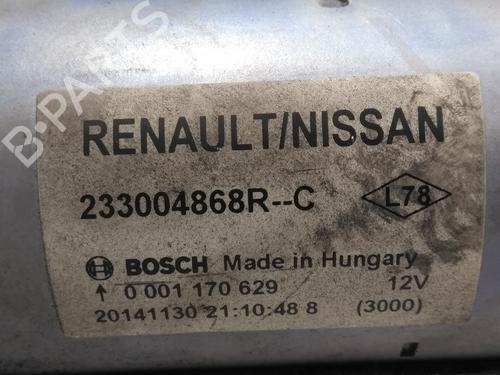 B-PARTS
RENAULT/NISSAN
233004868R--C
L78
BOSCH Made in Hungary
0 001 170 629 12V
20141130 21:10:48 8 (3000)